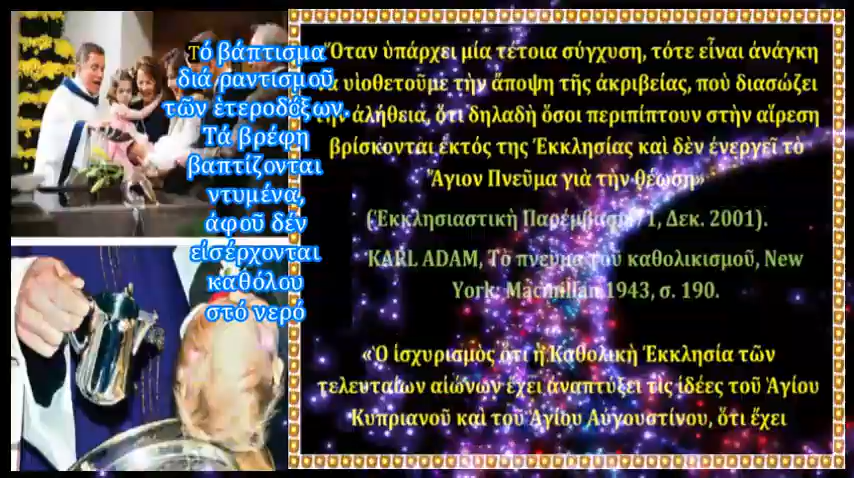 Τό βάπτισμα
διά ραντισμοῦ
τῶν ἑτεροδόξων.
Τά βρέφη
βαπτίζονται
ντυμένα,
ἀφοῦ δέν
εἰσέρχονται
καθόλου
στό νερό
Ὅταν ὑπάρχει μία τέτοια σύγχυση, τότε εἶναι ἀνάγκη
υἱοθετοῦμε τὴν ἄποψη τῆς ἀκριβείας, ποὺ διασώζει
ἀλήθεια, ὅτι δηλαδὴ ὅσοι περιπίπτουν στὴν αἵρεση
βρίσκονται ἐκτός της Ἐκκλησίας καὶ δὲν ἐνεργεῖ τὸ
Ἅγιον Πνεῦμα γιὰ τὴν θέωση»
(Ἐκκλησιαστικὴ Παρέμβαση 71, Δεκ. 2001).
KARL ADAM, Τὸ πνεῦμα τοῦ καθολικισμοῦ, New
York: Macmillan 1943, σ. 190.
«Ὁ ἰσχυρισμὸς ὅτι ἡ Καθολικὴ Ἐκκλησία τῶν
τελευταίων αἰώνων ἔχει ἀναπτύξει τὶς ἰδέες τοῦ Ἁγίου
Κυπριανοῦ καὶ τοῦ Ἁγίου Αὐγουστίνου, ὅτι ἔχει